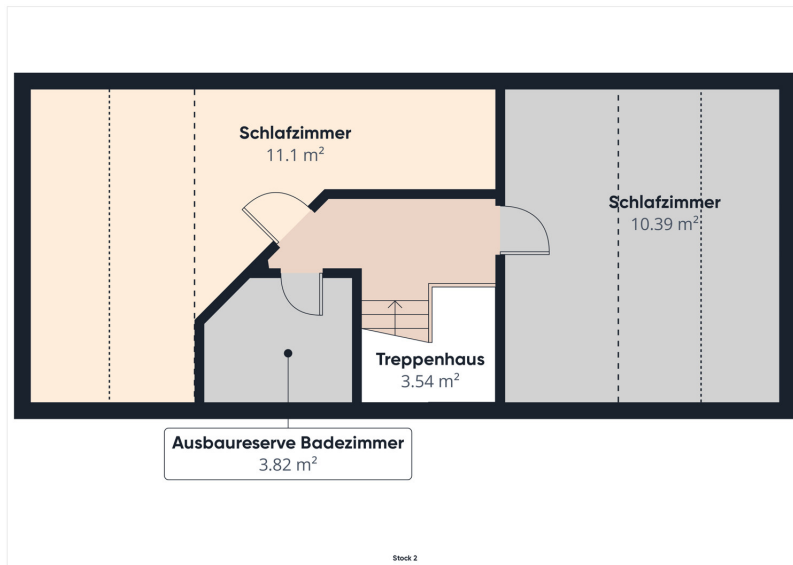 Schlafzimmer
11.1 m²
Schlafzimmer
10.39 m²
Treppenhaus
3.54 m²
Ausbaureserve Badezimmer
3.82 m²
Stock 2